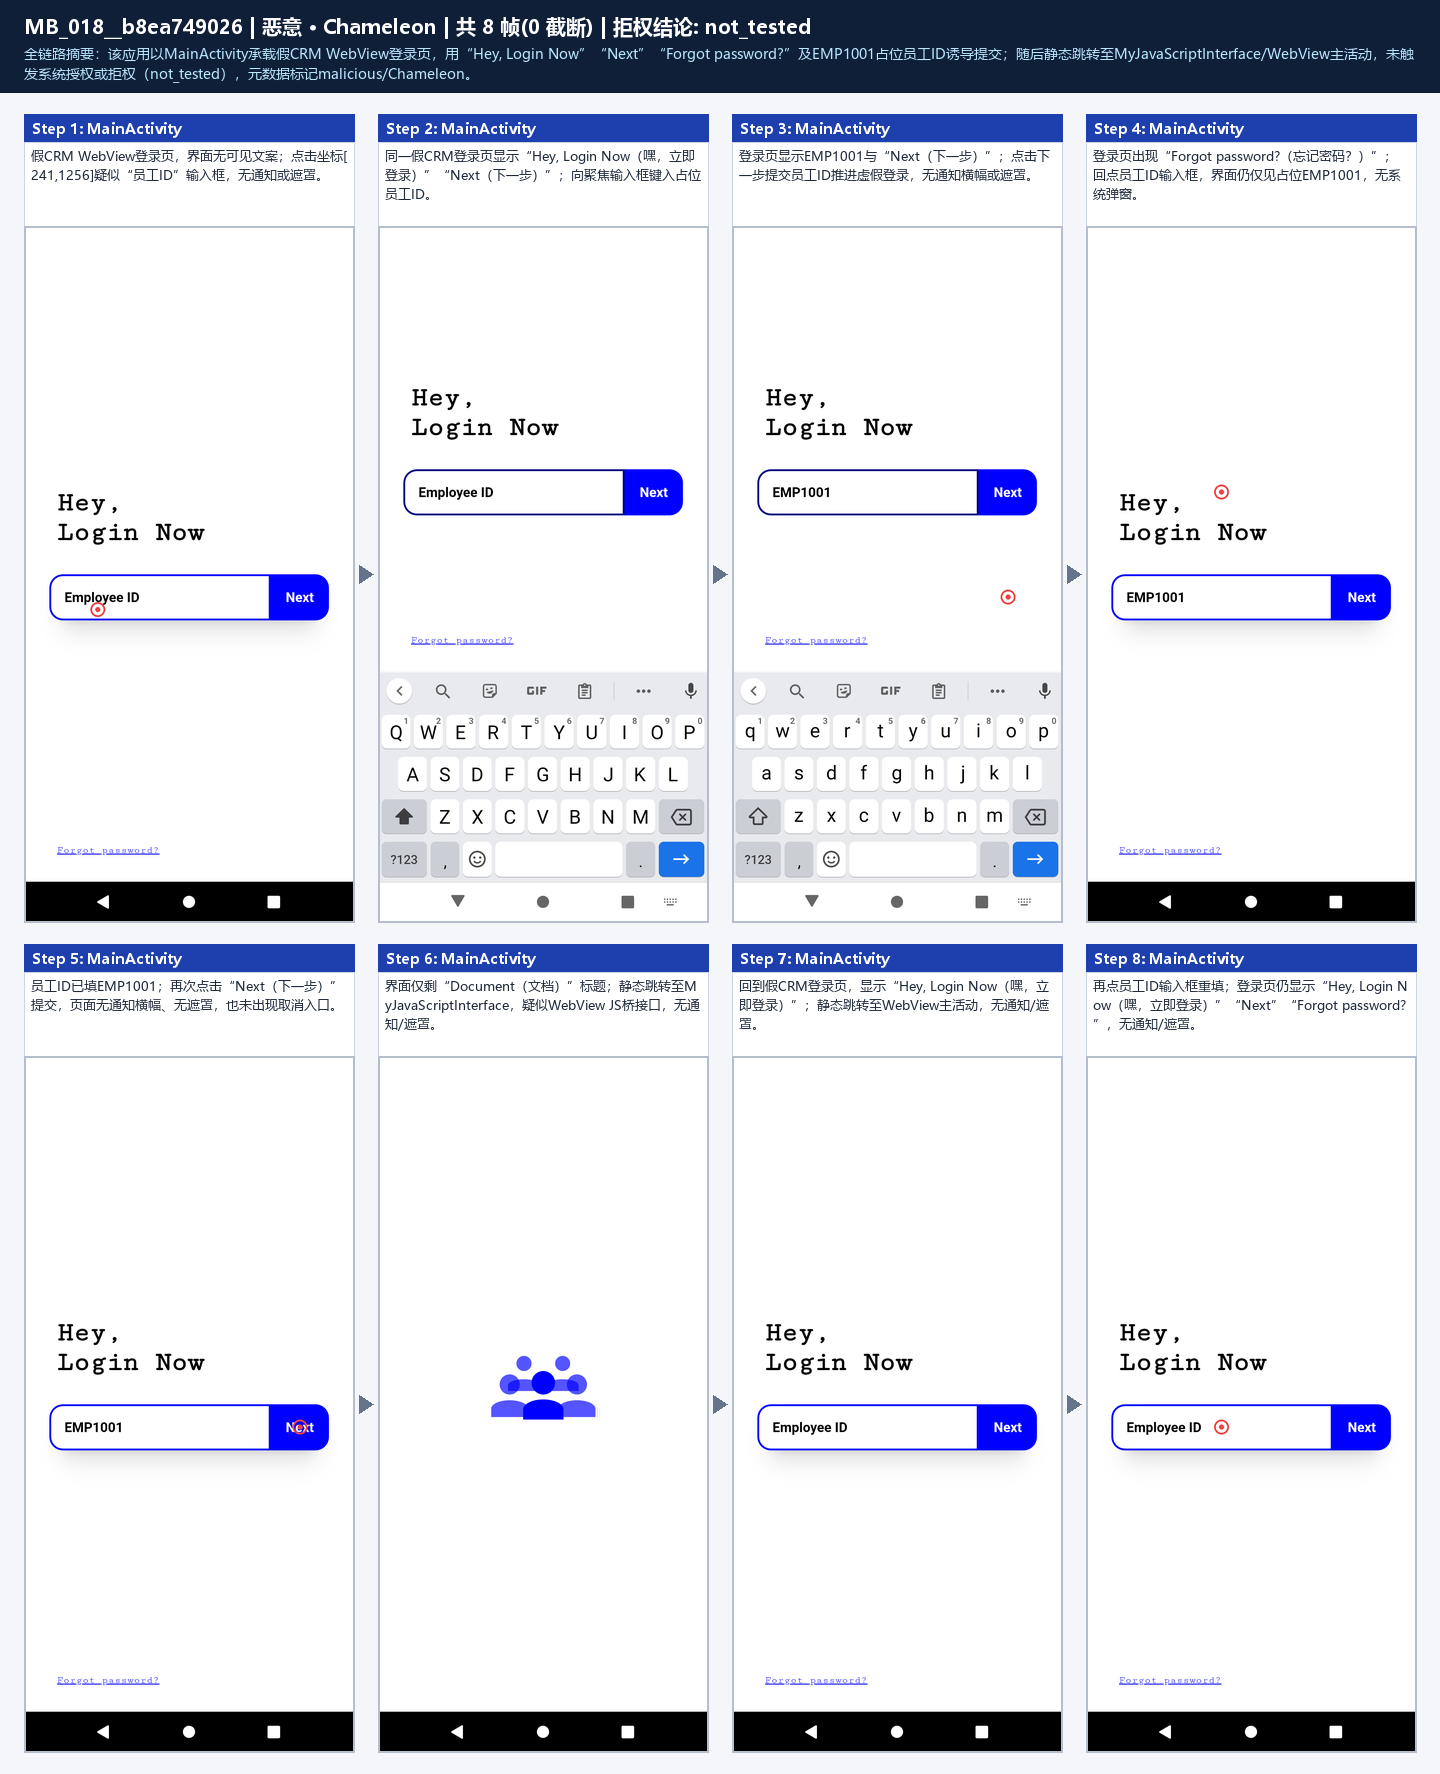 MB_018__b8ea749026 | 恶意 • Chameleon | 共 8 帧(0 截断) | 拒权结论: not_tested
全链路摘要：该应用以MainActivity承载假CRM WebView登录页，用“Hey, Login Now” “Next” “Forgot password?”及EMP1001占位员工ID诱导提交；随后静态跳转至MyJavaScriptInterface/WebView主活动，未触
发系统授权或拒权（not_tested），元数据标记malicious/Chameleon。
Step 1: MainActivity
假CRM WebView登录页，界面无可见文案；点击坐标[
241,1256]疑似“员工ID”输入框，无通知或遮罩。
Hey,
Login Now
Employee ID
Next
Forgot password?
Step 2: MainActivity
同一假CRM登录页显示“Hey, Login Now（嘿，立即
登录）” “Next（下一步）”；向聚焦输入框键入占位
员工ID。
Hey,
Login Now
Employee ID
Next
Forgot password?
GIF
Q1 W2 E3 R4 T5 Y6 U7 I8 O9 P0
A S D F G H J K L
Z X C V B N M
?123 , .
Step 3: MainActivity
登录页显示EMP1001与“Next（下一步）”；点击下
一步提交员工ID推进虚假登录，无通知横幅或遮罩。
Hey,
Login Now
EMP1001
Next
Forgot password?
GIF
q1 w2 e3 r4 t5 y6 u7 i8 o9 p0
a s d f g h j k l
z x c v b n m
?123 , .
Step 4: MainActivity
登录页出现“Forgot password?（忘记密码？）”；
回点员工ID输入框，界面仍仅见占位EMP1001，无系
统弹窗。
Hey,
Login Now
EMP1001
Next
Forgot password?
Step 5: MainActivity
员工ID已填EMP1001；再次点击“Next（下一步）”
提交，页面无通知横幅、无遮罩，也未出现取消入口。
Hey,
Login Now
EMP1001
Next
Forgot password?
Step 6: MainActivity
界面仅剩“Document（文档）”标题；静态跳转至M
yJavaScriptInterface，疑似WebView JS桥接口，无通
知/遮罩。
Step 7: MainActivity
回到假CRM登录页，显示“Hey, Login Now（嘿，立
即登录）”；静态跳转至WebView主活动，无通知/遮
罩。
Hey,
Login Now
Employee ID
Next
Forgot password?
Step 8: MainActivity
再点员工ID输入框重填；登录页仍显示“Hey, Login N
ow（嘿，立即登录）” “Next” “Forgot password?
”，无通知/遮罩。
Hey,
Login Now
Employee ID
Next
Forgot password?